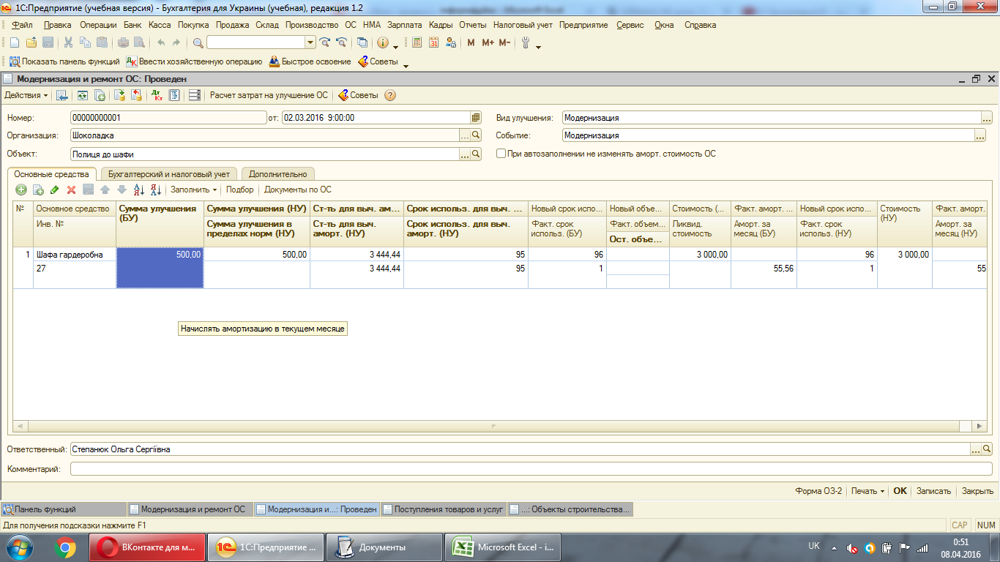 1С:Предприятие (учебная версия) - Бухгалтерия для Украины (учебная), редакция 1.2
Файл Правка Операции Банк Касса Покупка Продажа Склад Производство ОС НМА Зарплата Кадры Отчеты Налоговый учет Предприятие Сервис Окна Справка
M M+ M-
Показать панель функций Ввести хозяйственную операцию Быстрое освоение Советы
Модернизация и ремонт ОС: Проведен
Действия Расчет затрат на улучшение ОС Советы
Номер: 00000000001 от: 02.03.2016 9:00:00 Вид улучшения: Модернизация
Организация: Шоколадка Событие: Модернизация
Объект: Полиця до шафи При автозаполнении не изменять аморт. стоимость ОС
Основные средства Бухгалтерский и налоговый учет Дополнительно
Заполнить Подбор Документы по ОС
№ Основное средство Сумма улучшения (БУ) Сумма улучшения (НУ) Ст-ть для выч. ам... Срок использ. для выч. ... Новый срок испо... Новый объе... Стоимость (... Факт. аморт. ... Новый срок испо... Стоимость (НУ) Факт. аморт.
Инв. № Сумма улучшения в пределах норм (НУ) Ст-ть для выч. аморт. (НУ) Срок использ. для выч. аморт. (НУ) Факт. срок использ. (БУ) Факт. объем... Ликвид. стоимость Аморт. за месяц (БУ) Факт. срок использ. (НУ) Аморт. за месяц (НУ)
Ост. объе...
1 Шафа гардеробна 500,00 500,00 3 444,44 95 96 3 000,00 96 3 000,00
27 3 444,44 95 1 55,56 1 55
Начислять амортизацию в текущем месяце
Ответственный: Степанюк Ольга Сергіївна
Комментарий:
Форма ОЗ-2 Печать OK Записать Закрыть
Панель функций Модернизация и ремонт ОС Модернизация и...: Проведен Поступления товаров и услуг ...: Объекты строительства...
Для получения подсказки нажмите F1 CAP NUM
ВКонтакте для м... 1С:Предприятие ... Документы Microsoft Excel - i... UK 0:51
08.04.2016